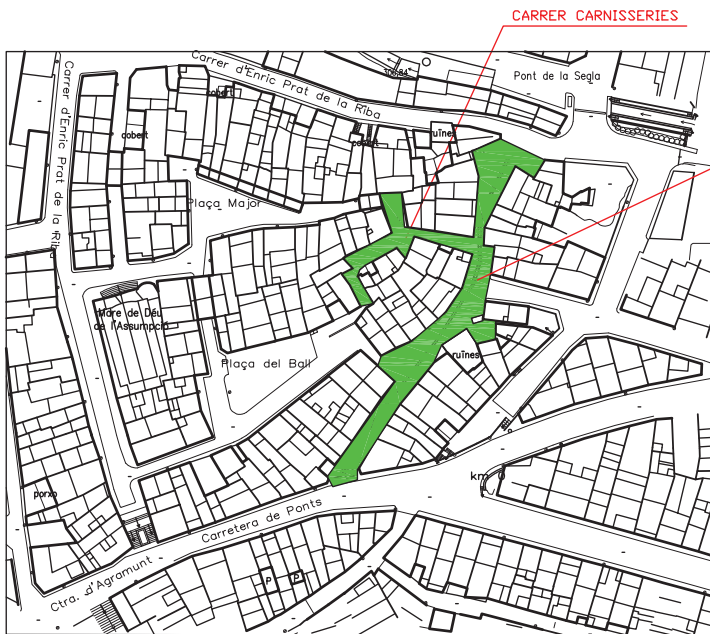 CARRER CARNISSERIES
Carrer d'Enric Prat de la Riba
Pont de la Segla
Carrer d'Enric Prat de la Riba
cobert
cobert
ruïnes
Plaça Major
Mare de Déu
de l'Assumpció
Plaça del Ball
ruïnes
km 0
porxo
Carretera de Ponts
Ctra. d'Agramunt
P
P